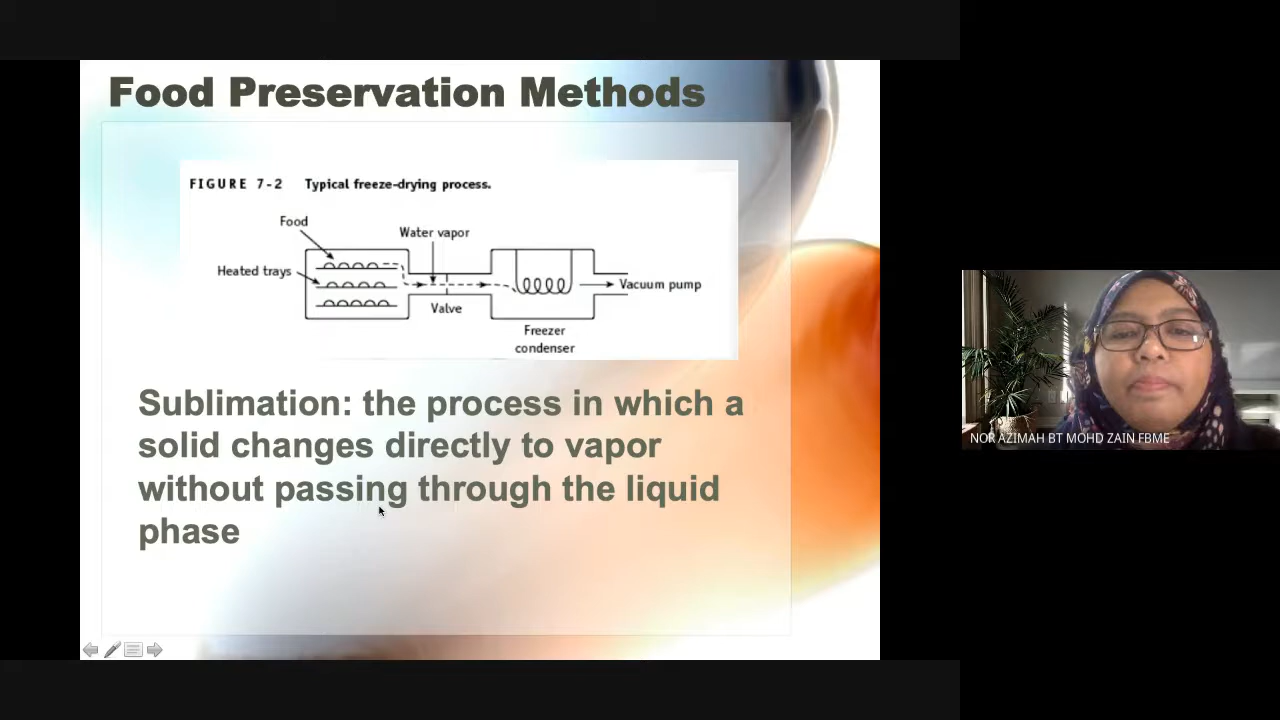 Food Preservation Methods
FIGURE 7-2 Typical freeze-drying process.
Food
Water vapor
Heated trays
Vacuum pump
Valve
Freezer
condenser
Sublimation: the process in which a
solid changes directly to vapor
without passing through the liquid
phase
NOR AZIMAH BT MOHD ZAIN FBME